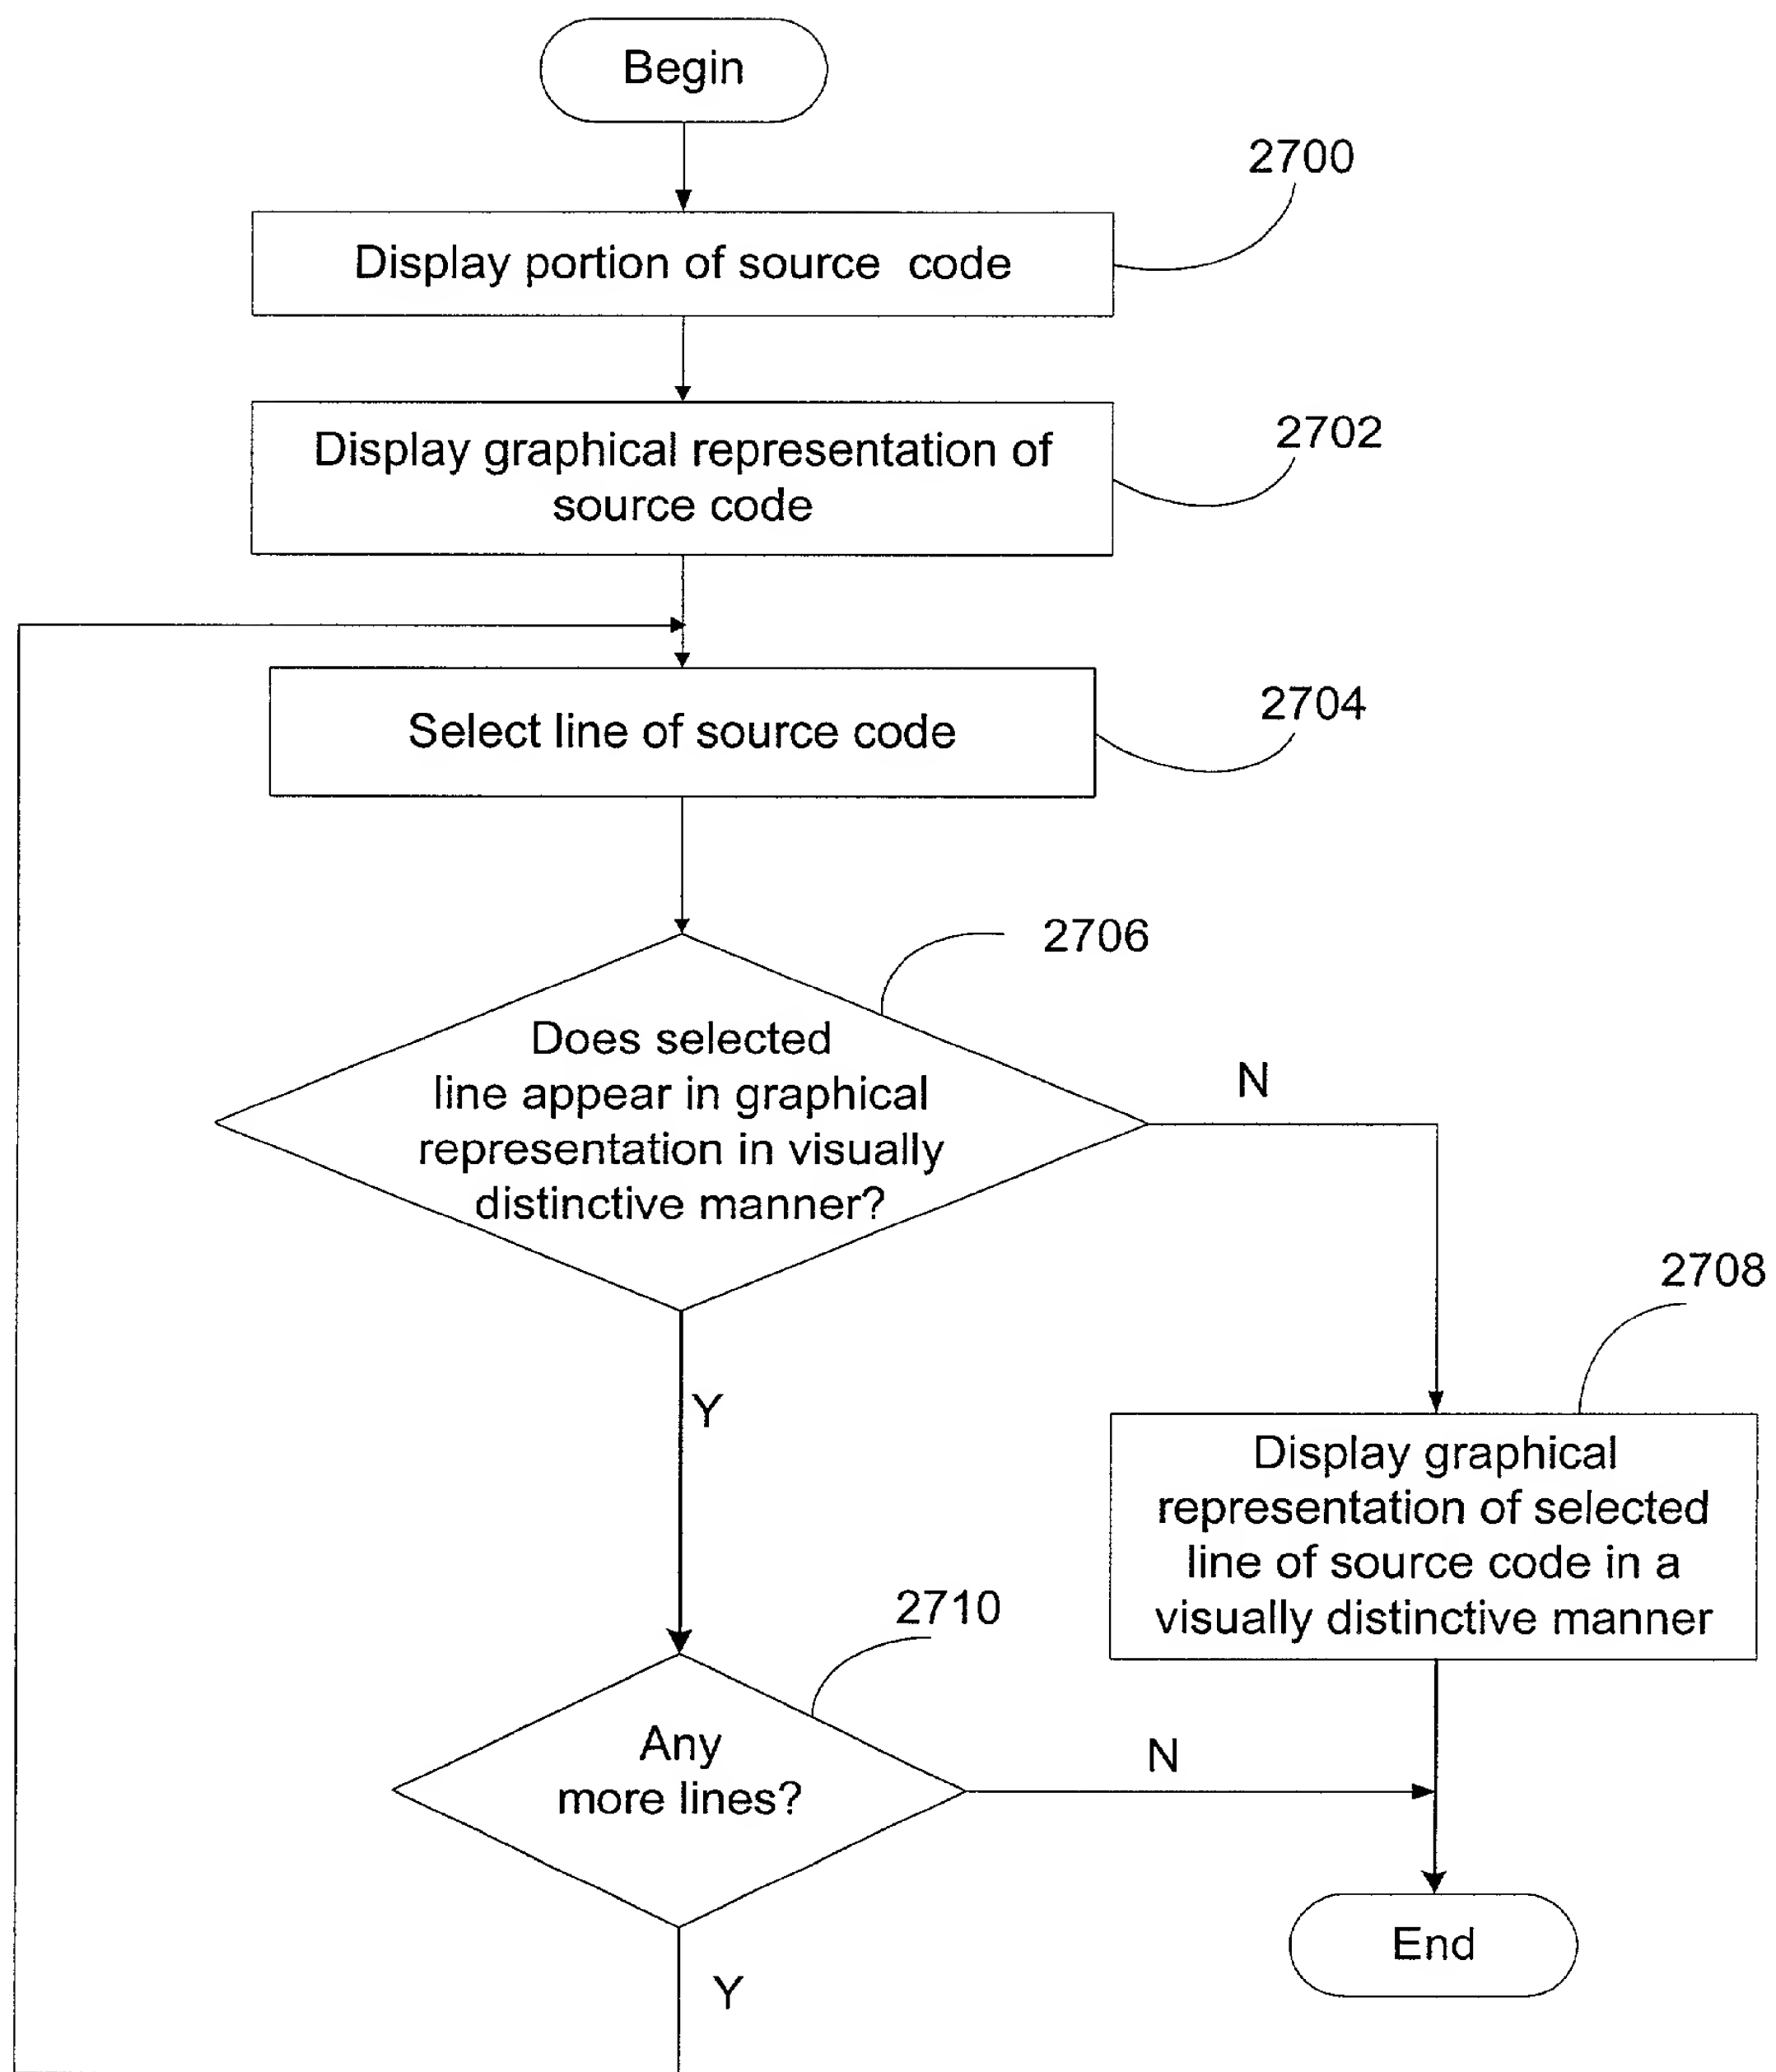 Begin
2700
Display portion of source code
2702
Display graphical representation of
source code
2704
Select line of source code
2706
Does selected
line appear in graphical
representation in visually
distinctive manner?
N
2708
Y
Display graphical
representation of selected
line of source code in a
visually distinctive manner
2710
Any
more lines?
N
End
Y